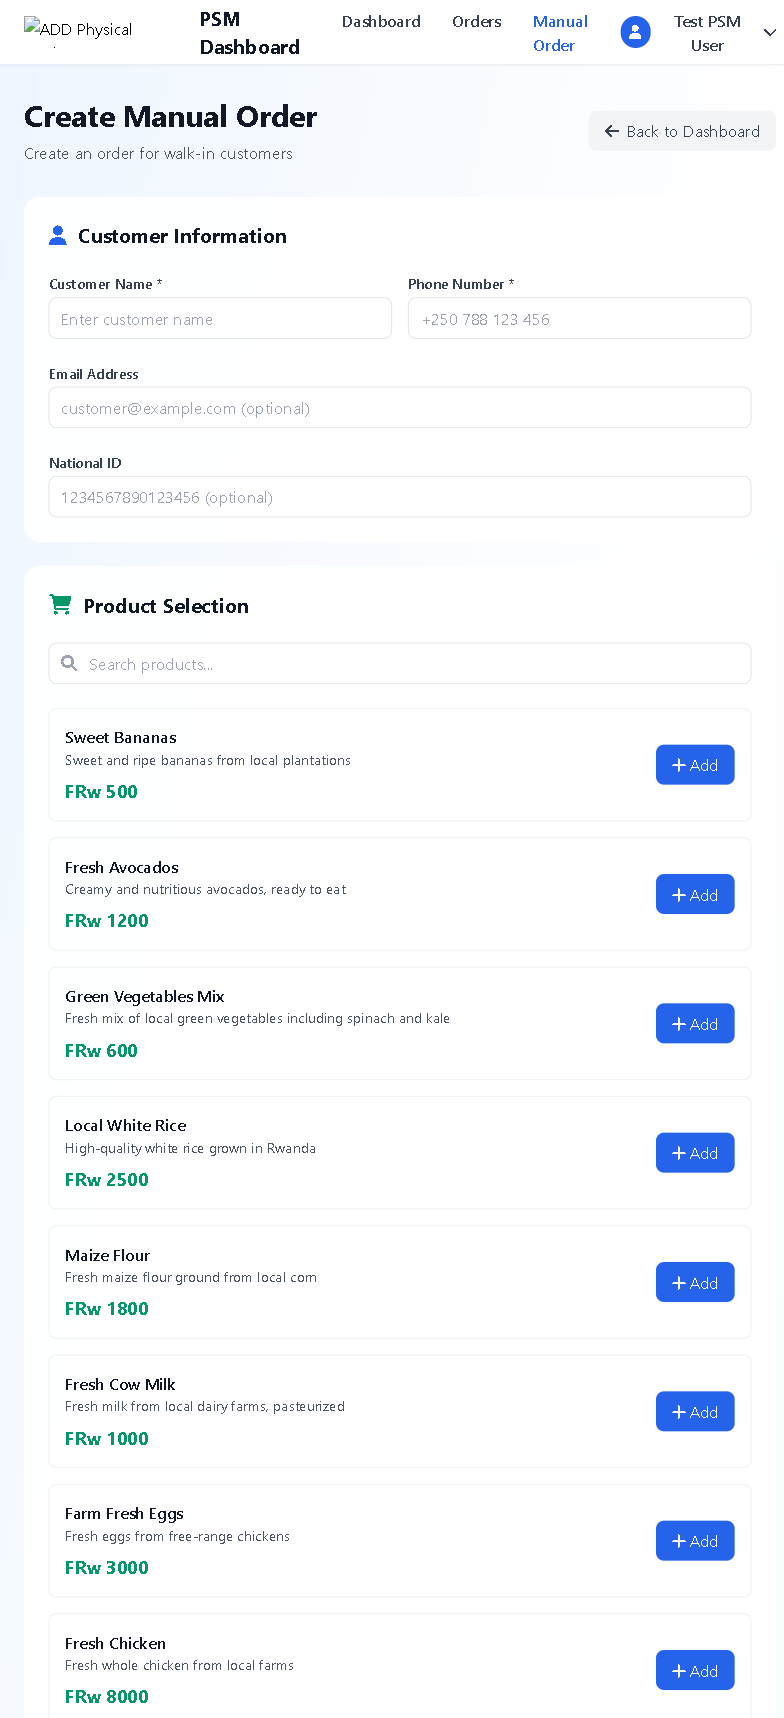 ADD Physical
PSM
Dashboard
Dashboard
Orders
Manual
Order
Test PSM
User
Create Manual Order
Create an order for walk-in customers
Back to Dashboard
Customer Information
Customer Name *
Phone Number *
Enter customer name
+250 788 123 456
Email Address
customer@example.com (optional)
National ID
1234567890123456 (optional)
Product Selection
Search products...
Sweet Bananas
Sweet and ripe bananas from local plantations
FRw 500
Add
Fresh Avocados
Creamy and nutritious avocados, ready to eat
FRw 1200
Add
Green Vegetables Mix
Fresh mix of local green vegetables including spinach and kale
FRw 600
Add
Local White Rice
High-quality white rice grown in Rwanda
FRw 2500
Add
Maize Flour
Fresh maize flour ground from local corn
FRw 1800
Add
Fresh Cow Milk
Fresh milk from local dairy farms, pasteurized
FRw 1000
Add
Farm Fresh Eggs
Fresh eggs from free-range chickens
FRw 3000
Add
Fresh Chicken
Fresh whole chicken from local farms
FRw 8000
Add